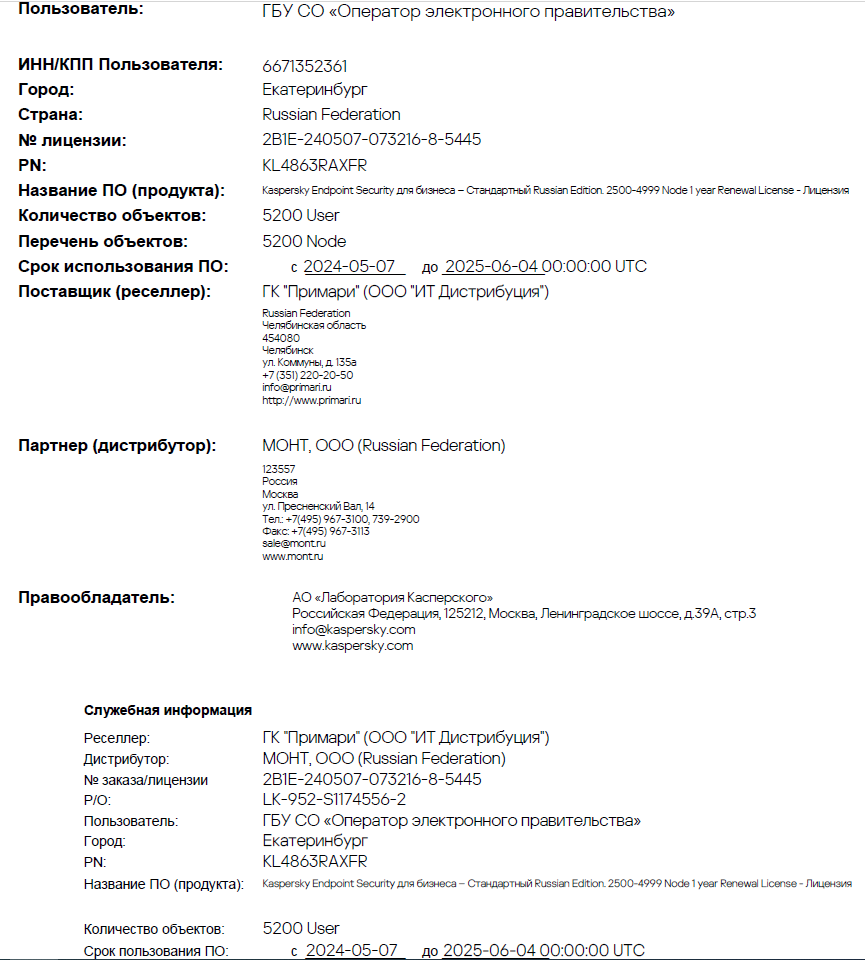 Пользователь: ГБУ СО «Оператор электронного правительства»
ИНН/КПП Пользователя: 6671352361
Город: Екатеринбург
Страна: Russian Federation
№ лицензии: 2B1E-240507-073216-8-5445
PN: KL4863RAXFR
Название ПО (продукта): Kaspersky Endpoint Security для бизнеса – Стандартный Russian Edition. 2500-4999 Node 1 year Renewal License - Лицензия
Количество объектов: 5200 User
Перечень объектов: 5200 Node
Срок использования ПО: с 2024-05-07 до 2025-06-04 00:00:00 UTC
Поставщик (реселлер): ГК "Примари" (ООО "ИТ Дистрибуция")
Russian Federation
Челябинская область
454080
Челябинск
ул. Коммуны, д. 135а
+7 (351) 220-20-50
info@primari.ru
http://www.primari.ru
Партнер (дистрибутор): МОНТ, ООО (Russian Federation)
123557
Россия
Москва
ул. Пресненский Вал, 14
Тел.: +7(495) 967-3100, 739-2900
Факс: +7(495) 967-3113
sale@mont.ru
www.mont.ru
Правообладатель: АО «Лаборатория Касперского»
Российская Федерация, 125212, Москва, Ленинградское шоссе, д.39А, стр.3
info@kaspersky.com
www.kaspersky.com
Служебная информация
Реселлер: ГК "Примари" (ООО "ИТ Дистрибуция")
Дистрибутор: МОНТ, ООО (Russian Federation)
№ заказа/лицензии 2B1E-240507-073216-8-5445
P/O: LK-952-S1174556-2
Пользователь: ГБУ СО «Оператор электронного правительства»
Город: Екатеринбург
PN: KL4863RAXFR
Название ПО (продукта): Kaspersky Endpoint Security для бизнеса – Стандартный Russian Edition. 2500-4999 Node 1 year Renewal License - Лицензия
Количество объектов: 5200 User
Срок пользования ПО: с 2024-05-07 до 2025-06-04 00:00:00 UTC